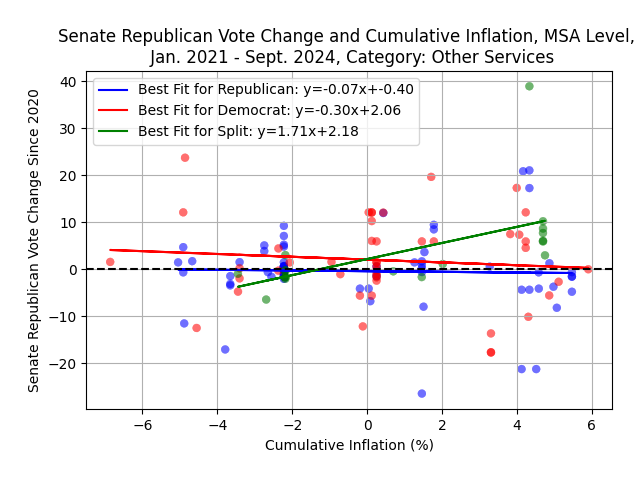 Senate Republican Vote Change and Cumulative Inflation, MSA Level,
Jan. 2021 - Sept. 2024, Category: Other Services
Best Fit for Republican: y=-0.07x+-0.40
Best Fit for Democrat: y=-0.30x+2.06
Best Fit for Split: y=1.71x+2.18
Senate Republican Vote Change Since 2020
40
30
20
10
0
−10
−20
−6 −4 −2 0 2 4 6
Cumulative Inflation (%)